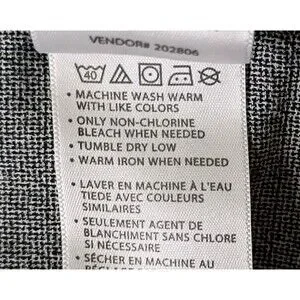 VENDOR# 202806
40
• MACHINE WASH WARM
WITH LIKE COLORS
• ONLY NON-CHLORINE
BLEACH WHEN NEEDED
• TUMBLE DRY LOW
• WARM IRON WHEN NEEDED
• LAVER EN MACHINE À L'EAU
TIEDE AVEC COULEURS
SIMILAIRES
• SEULEMENT AGENT DE
BLANCHIMENT SANS CHLORE
SI NÉCESSAIRE
• SÉCHER EN MACHINE AU